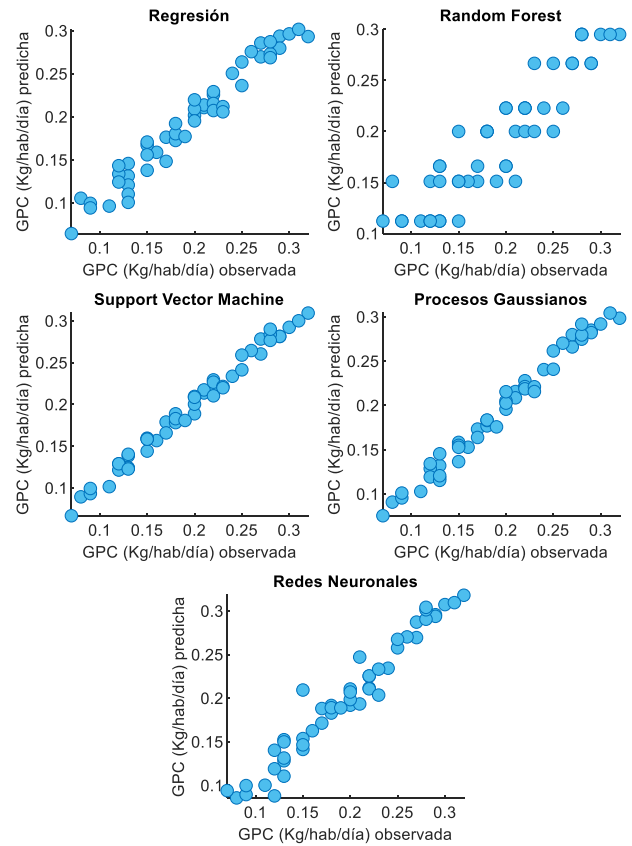 Regresión
GPC (Kg/hab/día) predicha
0.3
0.25
0.2
0.15
0.1
0.1 0.15 0.2 0.25 0.3
GPC (Kg/hab/día) observada
Random Forest
GPC (Kg/hab/día) predicha
0.3
0.25
0.2
0.15
0.1
0.1 0.15 0.2 0.25 0.3
GPC (Kg/hab/día) observada
Support Vector Machine
GPC (Kg/hab/día) predicha
0.3
0.25
0.2
0.15
0.1
0.1 0.15 0.2 0.25 0.3
GPC (Kg/hab/día) observada
Procesos Gaussianos
GPC (Kg/hab/día) predicha
0.3
0.25
0.2
0.15
0.1
0.1 0.15 0.2 0.25 0.3
GPC (Kg/hab/día) observada
Redes Neuronales
GPC (Kg/hab/día) predicha
0.3
0.25
0.2
0.15
0.1
0.1 0.15 0.2 0.25 0.3
GPC (Kg/hab/día) observada